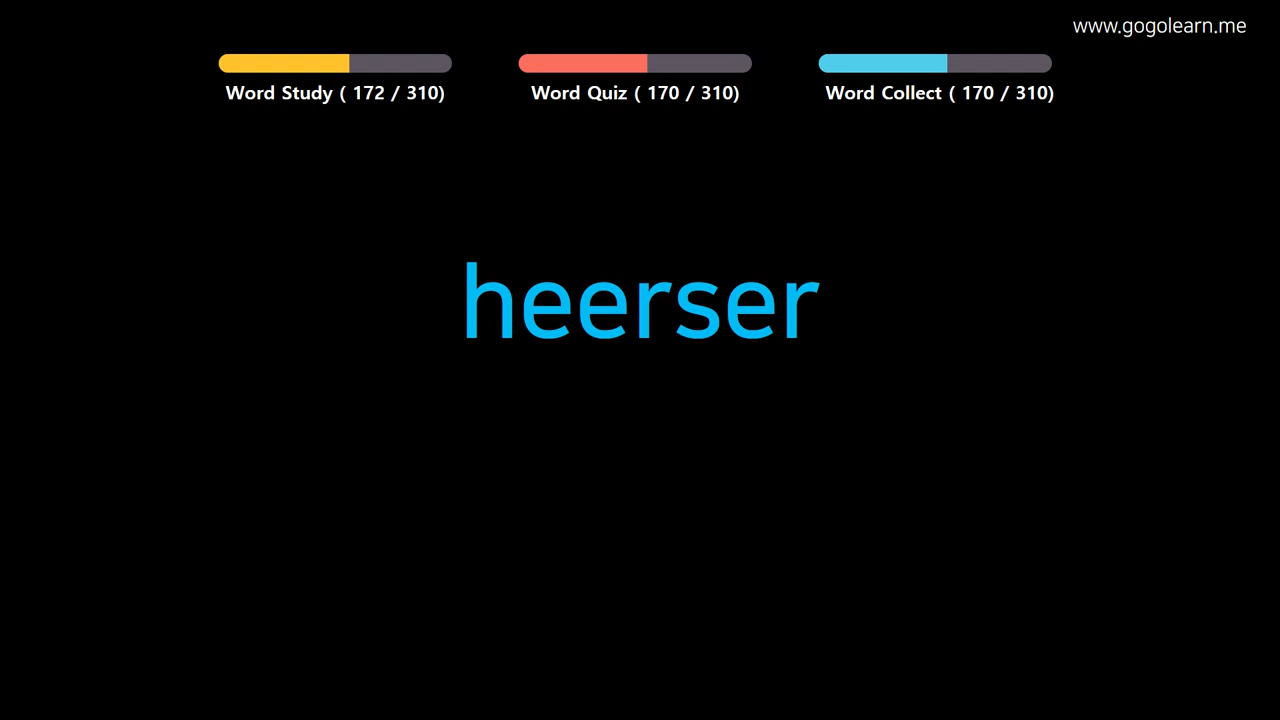 www.gogolearn.me
Word Study ( 172 / 310)
Word Quiz ( 170 / 310)
Word Collect ( 170 / 310)
heerser